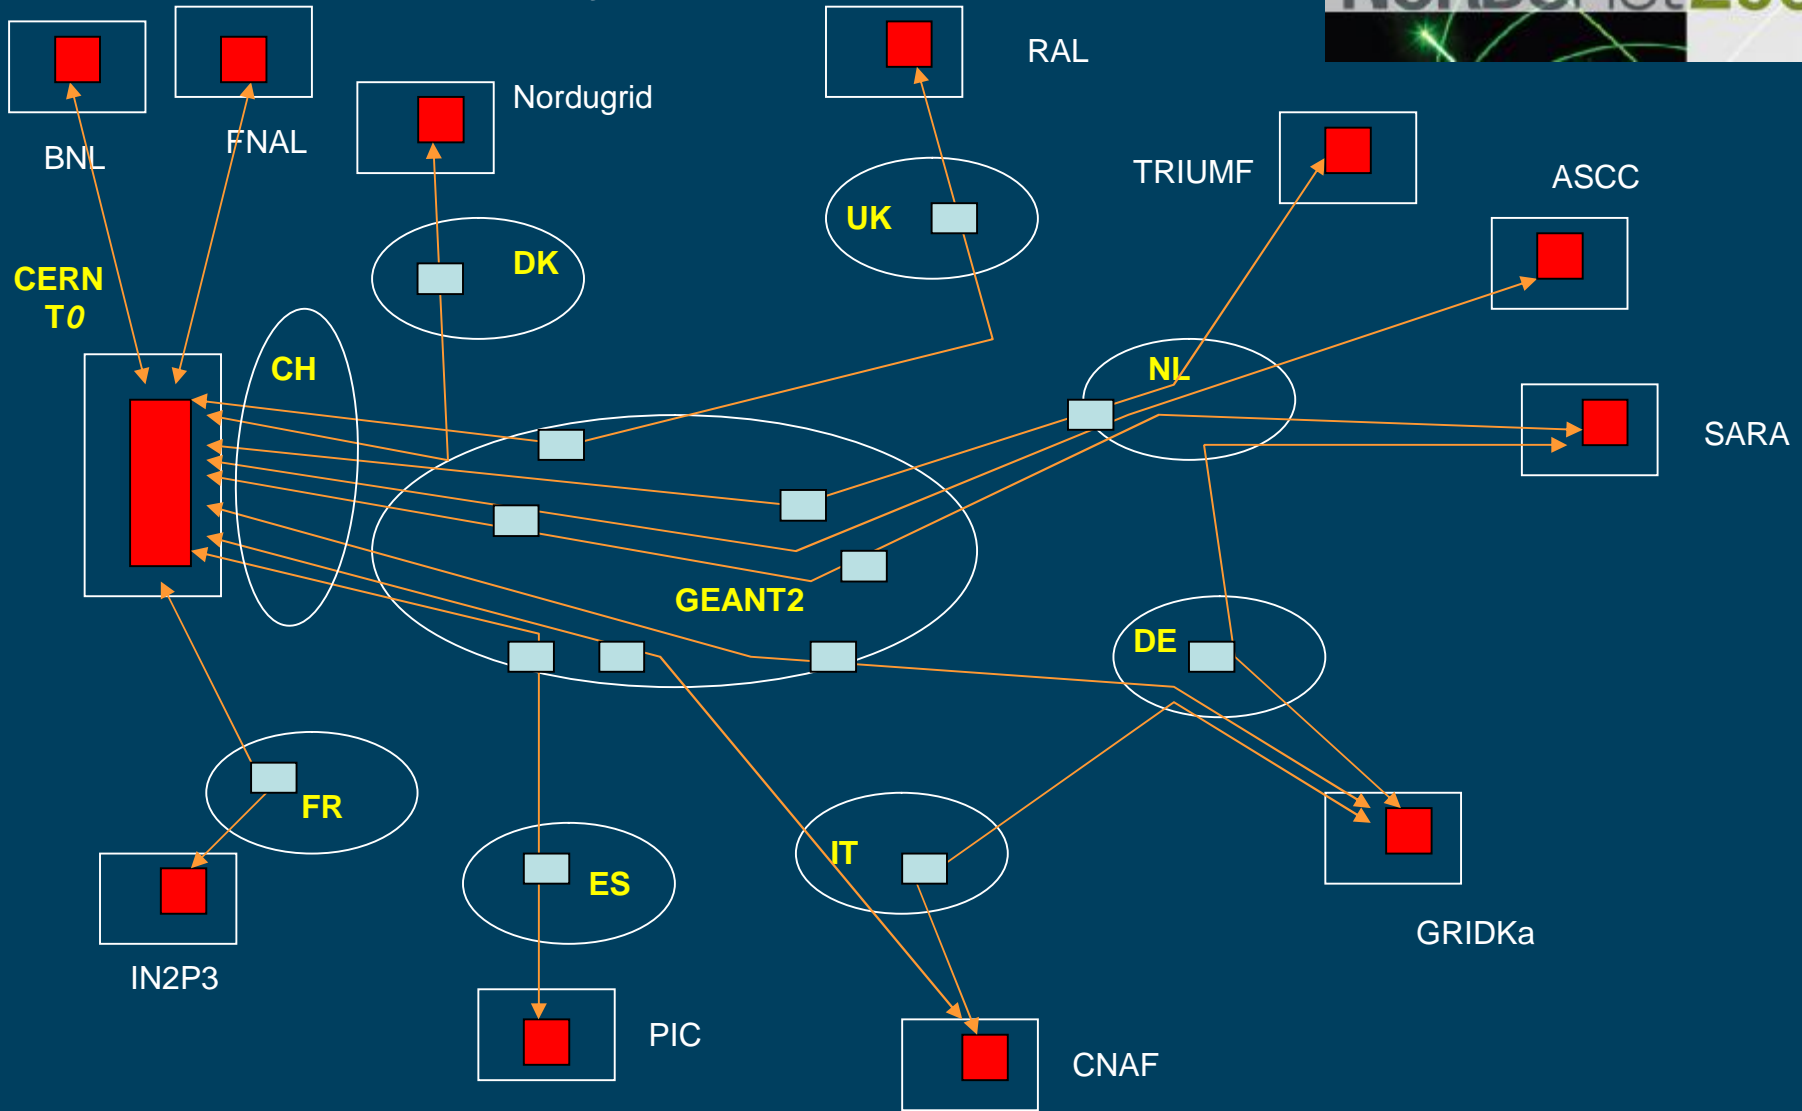 RAL
Nordugrid
FNAL
BNL
TRIUMF
ASCC
UK
DK
CERN
T0
CH
NL
SARA
GEANT2
DE
FR
IT
ES
GRIDKa
IN2P3
PIC
CNAF